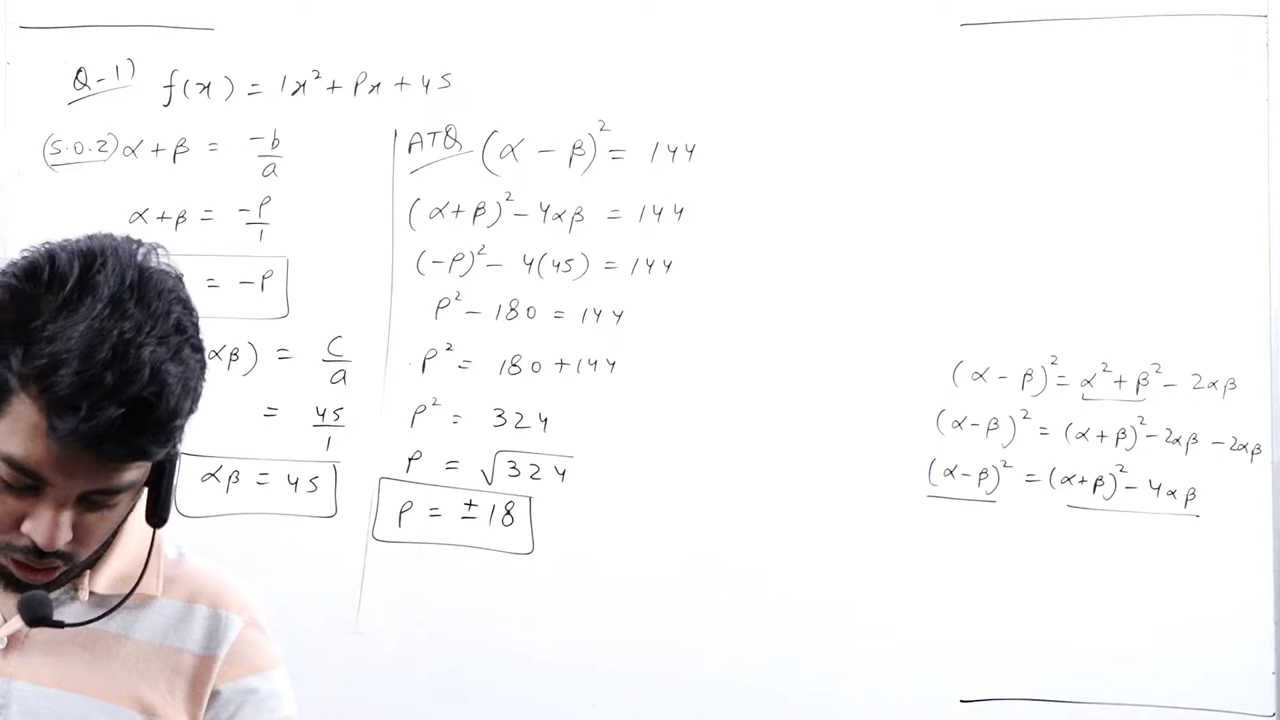 Q-1) f(x) = 1x² + Px + 45
(S.O.Z) α + β = -b/a
α + β = -P/1
= -P
αβ) = C/a
= 45/1
αβ = 45
ATQ (α - β)² = 144
(α + β)² - 4αβ = 144
(-P)² - 4(45) = 144
P² - 180 = 144
P² = 180 + 144
P² = 324
P = √324
P = ±18
(α - β)² = α² + β² - 2αβ
(α - β)² = (α + β)² - 2αβ - 2αβ
(α - β)² = (α + β)² - 4αβ